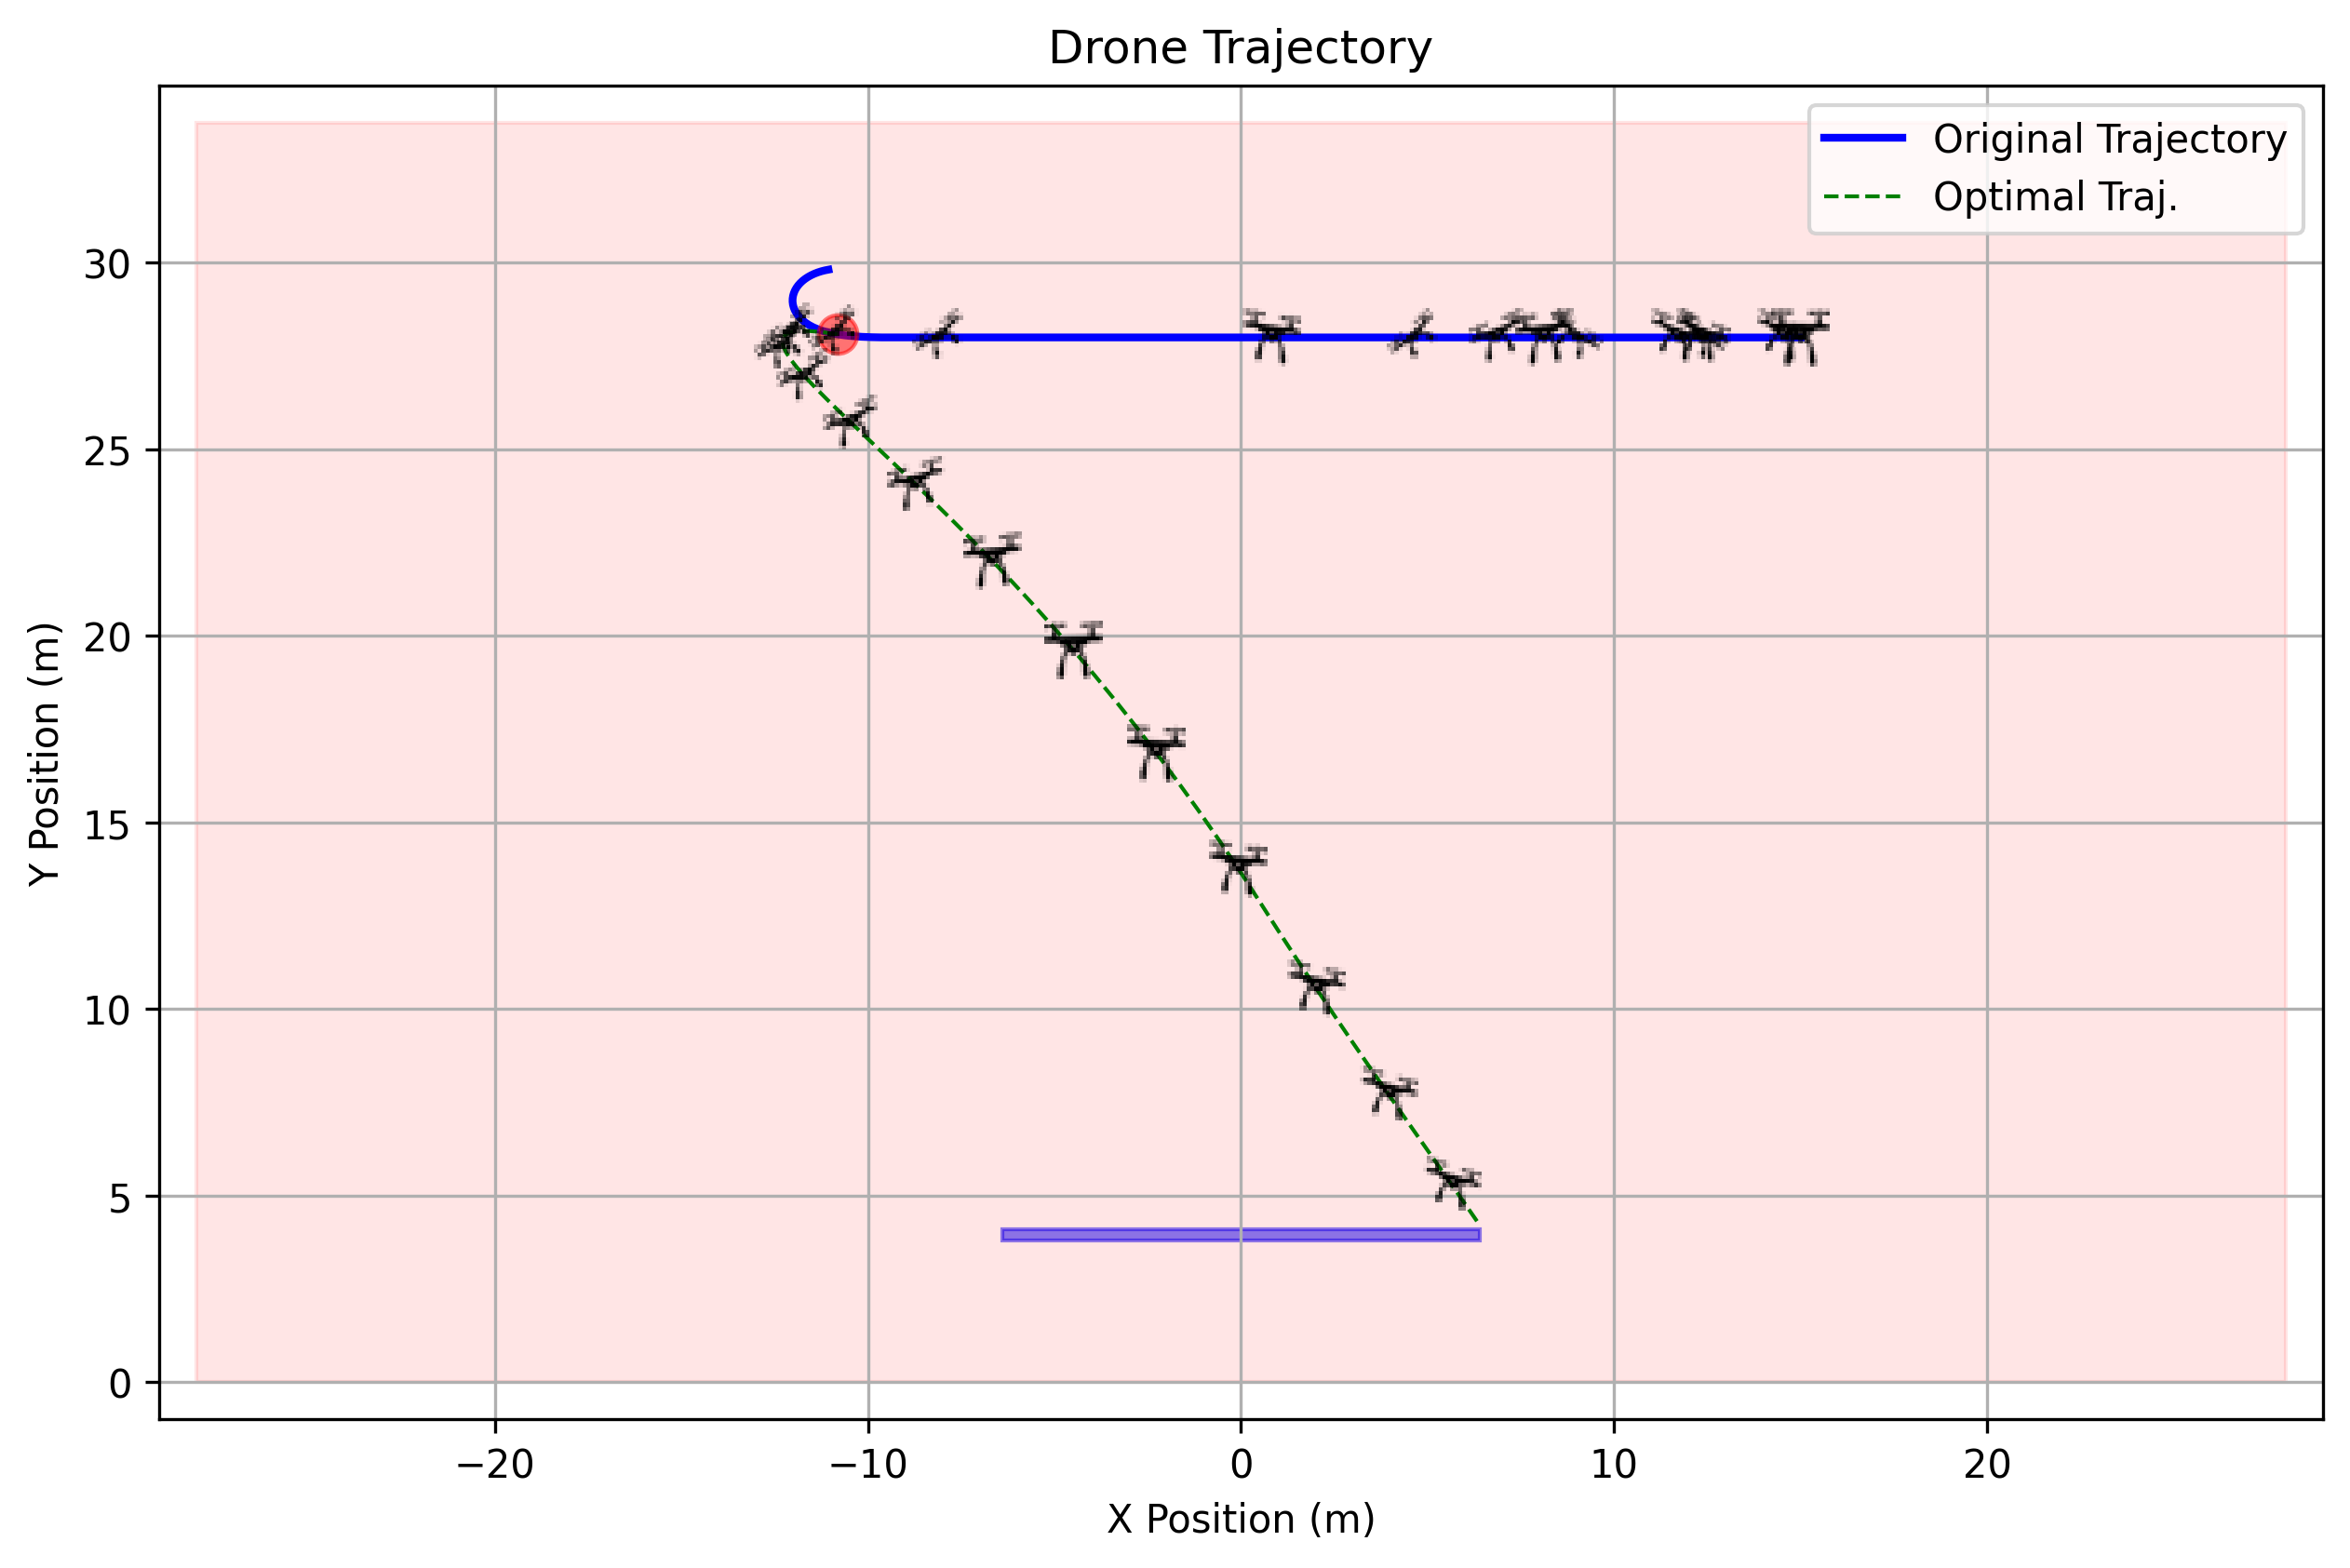 Drone Trajectory
Original Trajectory
Optimal Traj.
Y Position (m)
30
25
20
15
10
5
0
−20
−10
0
10
20
X Position (m)